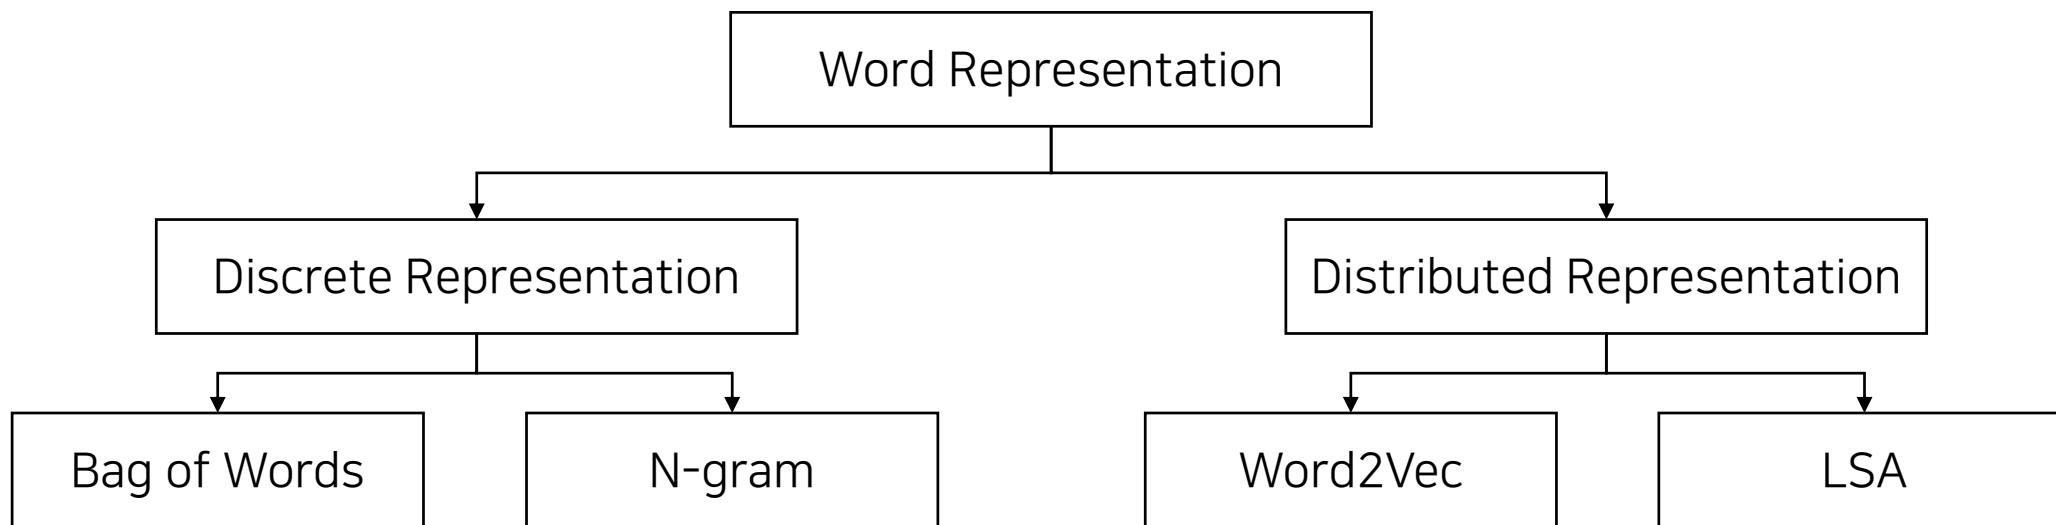 Word Representation
Discrete Representation
Distributed Representation
Bag of Words
N-gram
Word2Vec
LSA